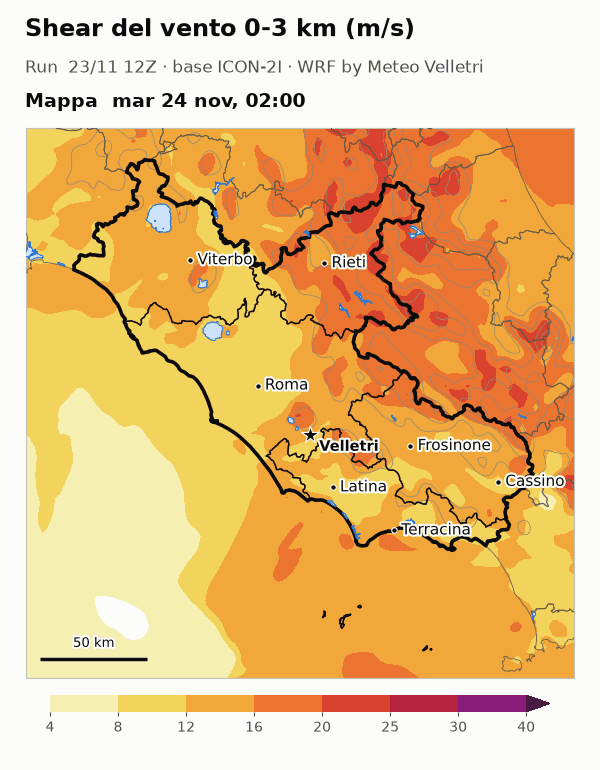 Shear del vento 0-3 km (m/s)
Run  23/11 12Z · base ICON-2I · WRF by Meteo Velletri
Mappa  mar 24 nov, 02:00
Viterbo
Rieti
Roma
Velletri
Frosinone
Cassino
Latina
Terracina
50 km
4 8 12 16 20 25 30 40